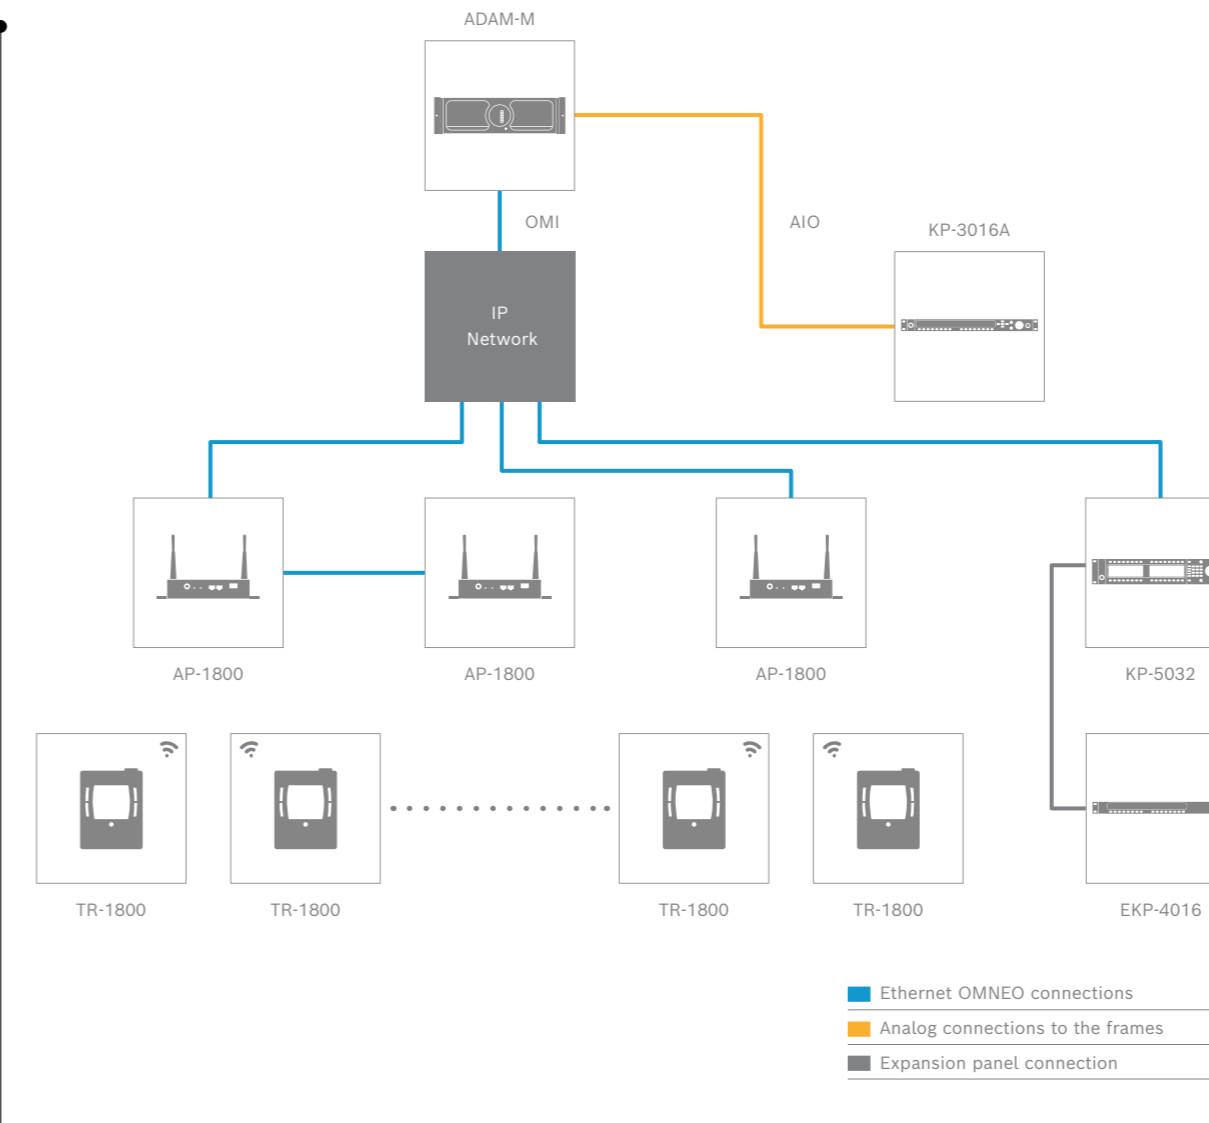 ADAM-M
OMI
AIO
KP-3016A
IP
Network
AP-1800
AP-1800
AP-1800
KP-5032
TR-1800
TR-1800
TR-1800
TR-1800
EKP-4016
Ethernet OMNEO connections
Analog connections to the frames
Expansion panel connection